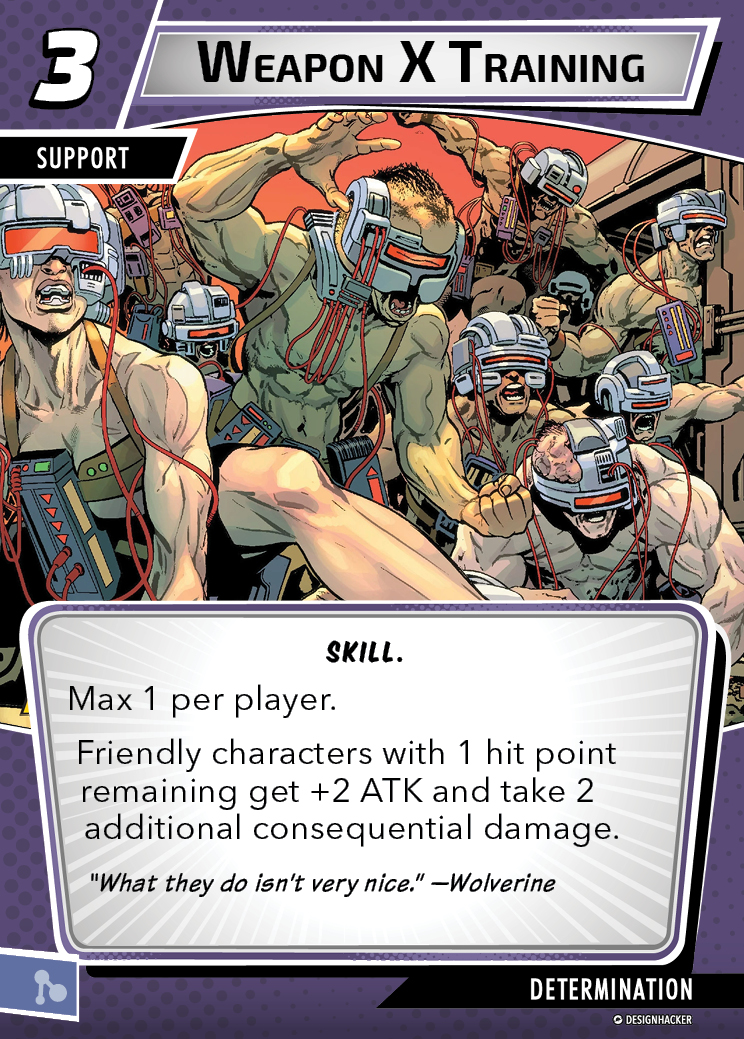 3
WEAPON X TRAINING
SUPPORT
SKILL.
Max 1 per player.
Friendly characters with 1 hit point
remaining get +2 ATK and take 2
additional consequential damage.
"What they do isn't very nice." —Wolverine
DETERMINATION
DESIGNHACKER